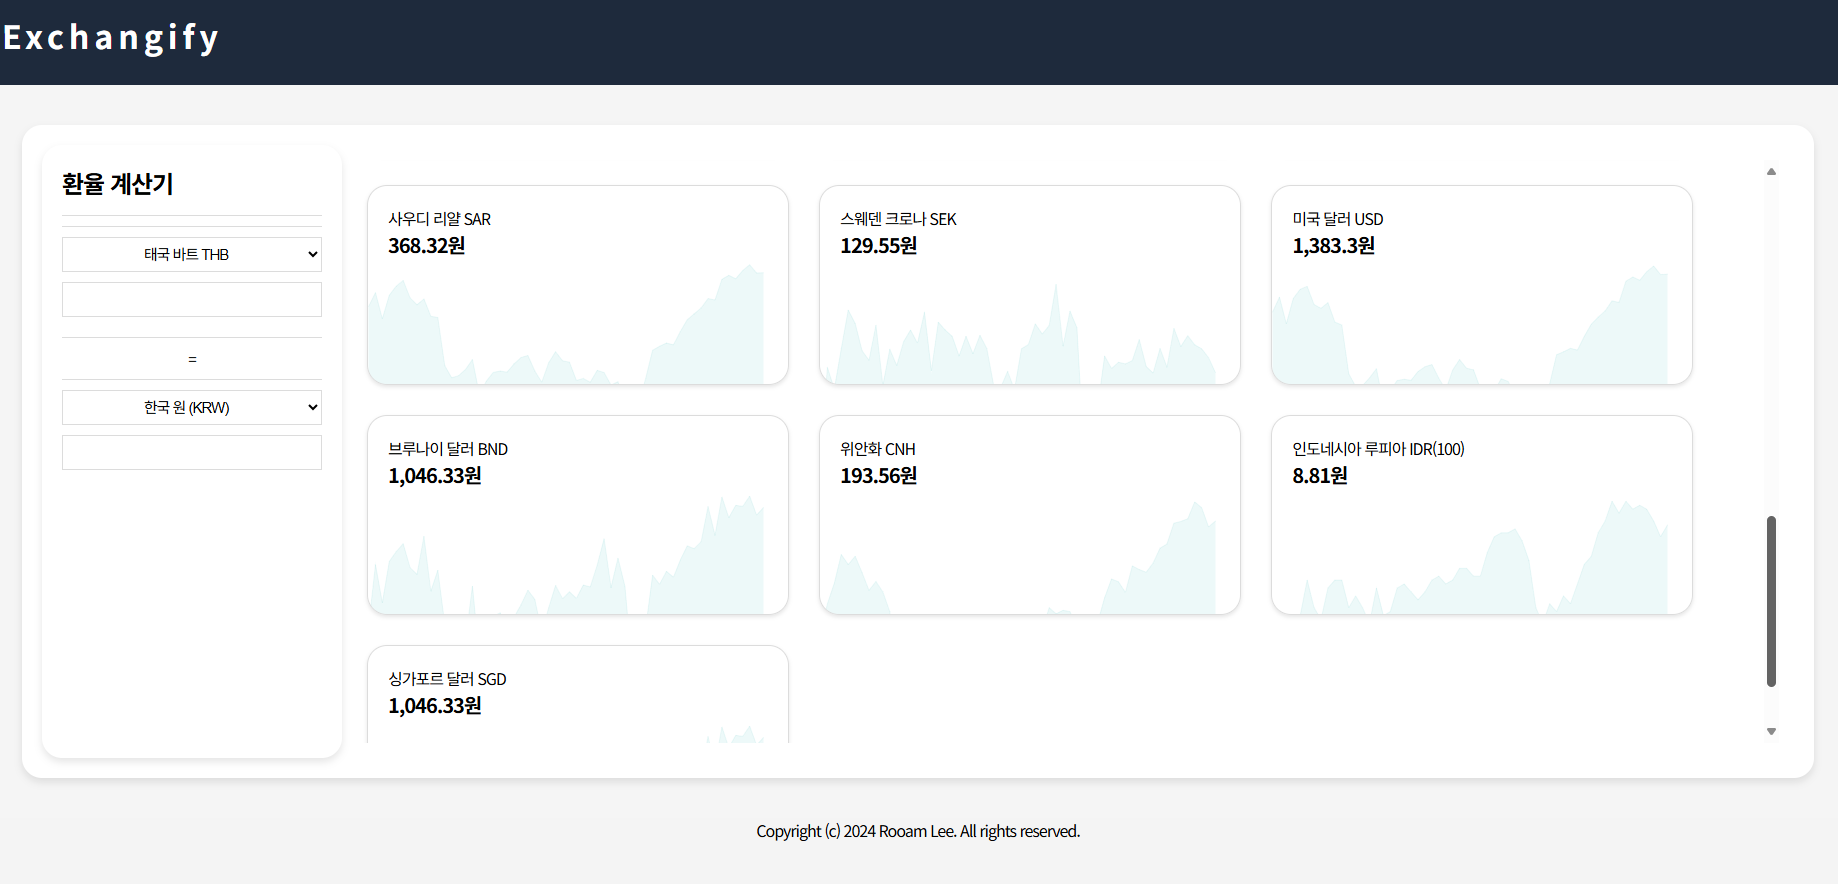 Exchangify
환율 계산기
태국 바트 THB
=
한국 원 (KRW)
사우디 리얄 SAR
368.32원
스웨덴 크로나 SEK
129.55원
미국 달러 USD
1,383.3원
브루나이 달러 BND
1,046.33원
위안화 CNH
193.56원
인도네시아 루피아 IDR(100)
8.81원
싱가포르 달러 SGD
1,046.33원
Copyright (c) 2024 Rooam Lee. All rights reserved.